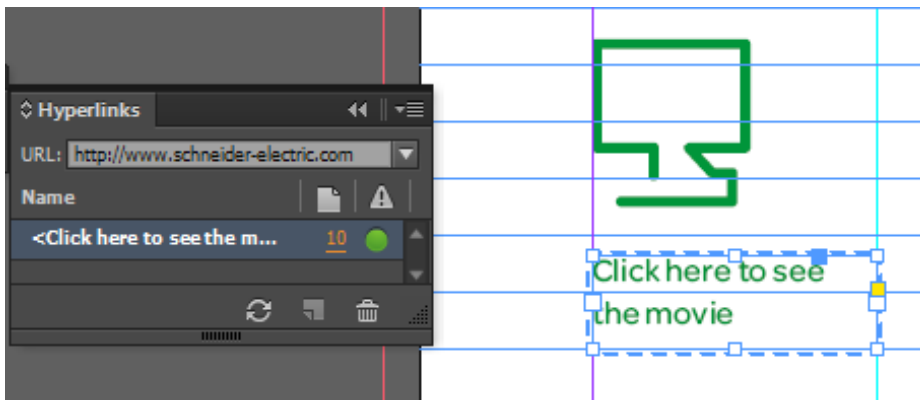 Hyperlinks
URL: http://www.schneider-electric.com
Name
<Click here to see the m... 10
Click here to see
the movie